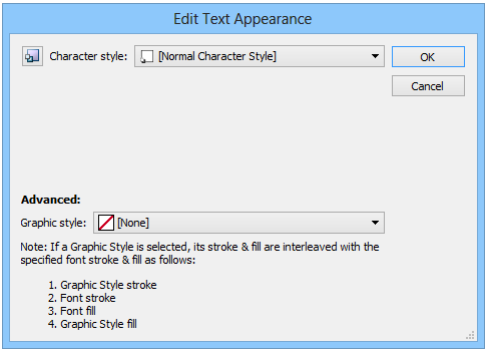 Edit Text Appearance
Character style: [Normal Character Style]
OK
Cancel
Advanced:
Graphic style: [None]
Note: If a Graphic Style is selected, its stroke & fill are interleaved with the
specified font stroke & fill as follows:
1. Graphic Style stroke
2. Font stroke
3. Font fill
4. Graphic Style fill